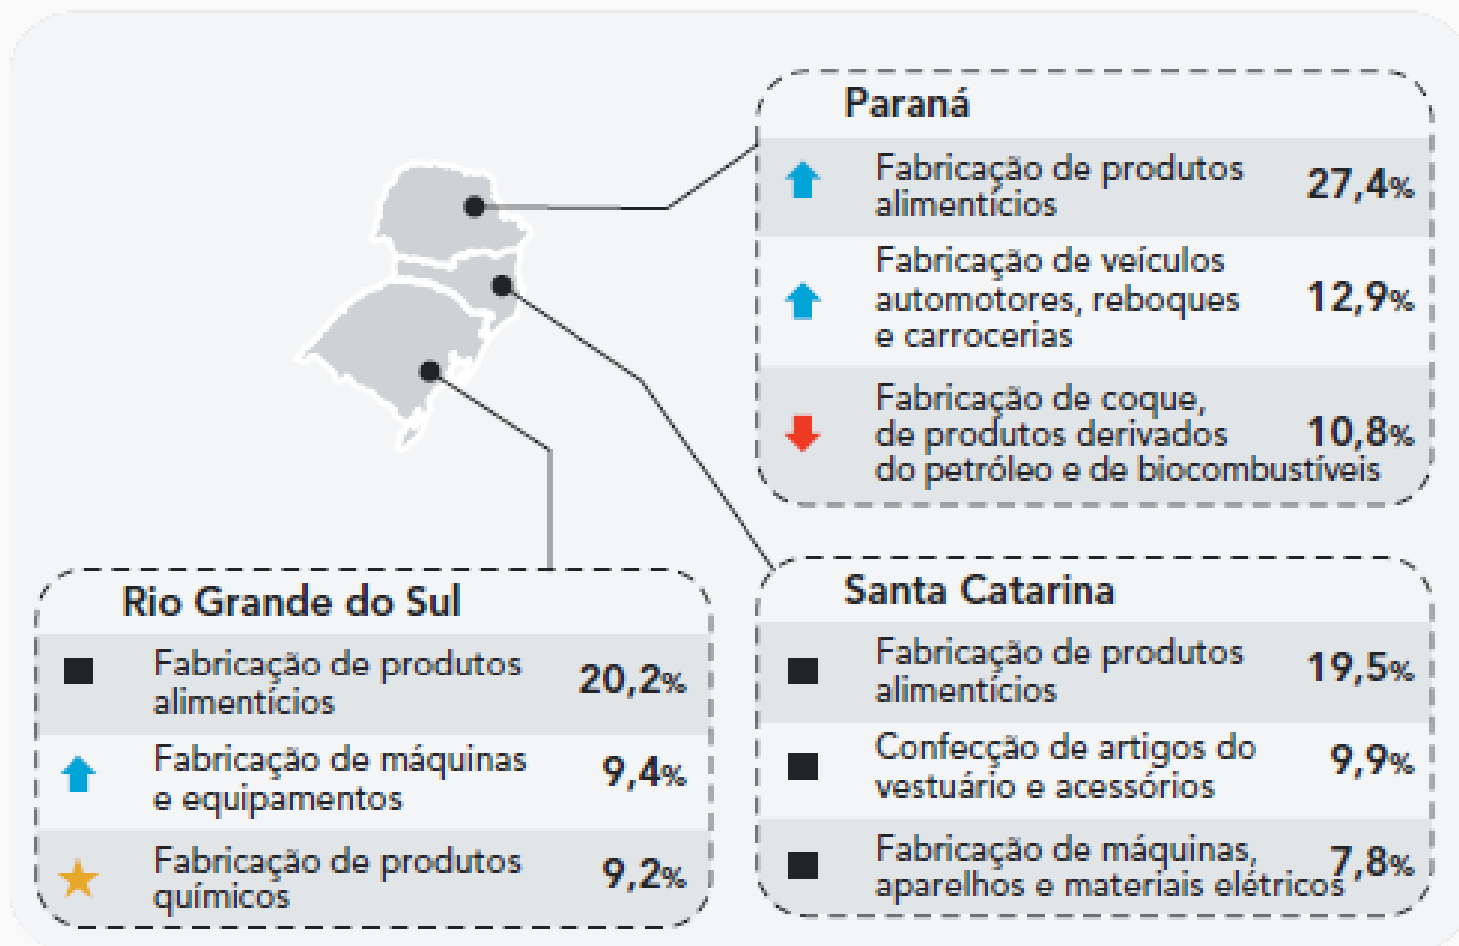 Paraná
Fabricação de produtos
alimentícios
27,4%
Fabricação de veículos
automotores, reboques
e carrocerias
12,9%
Fabricação de coque,
de produtos derivados
do petróleo e de biocombustíveis
10,8%
Rio Grande do Sul
Fabricação de produtos
alimentícios
20,2%
Fabricação de máquinas
e equipamentos
9,4%
Fabricação de produtos
químicos
9,2%
Santa Catarina
Fabricação de produtos
alimentícios
19,5%
Confecção de artigos do
vestuário e acessórios
9,9%
Fabricação de máquinas,
aparelhos e materiais elétricos
7,8%